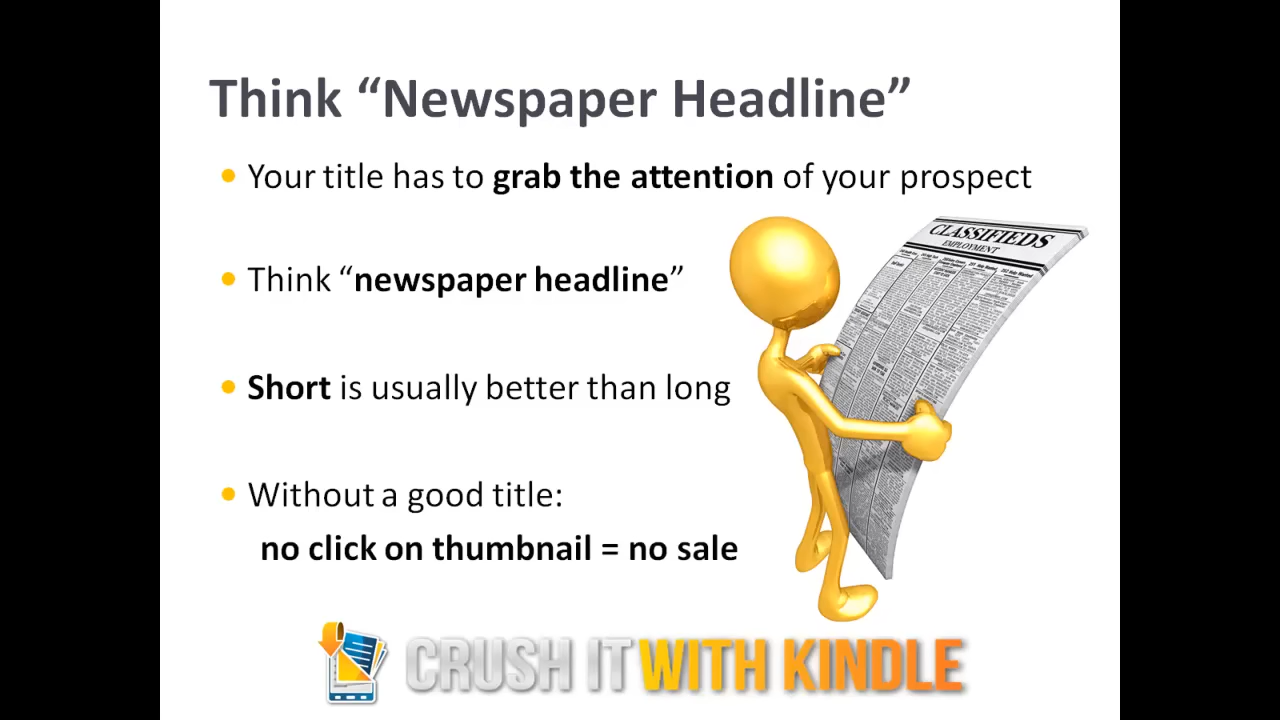 Think “Newspaper Headline”
Your title has to grab the attention of your prospect
CLASSIFIEDS
EMPLOYMENT
Think “newspaper headline”
Short is usually better than long
Without a good title:
no click on thumbnail = no sale
CRUSH IT WITH KINDLE